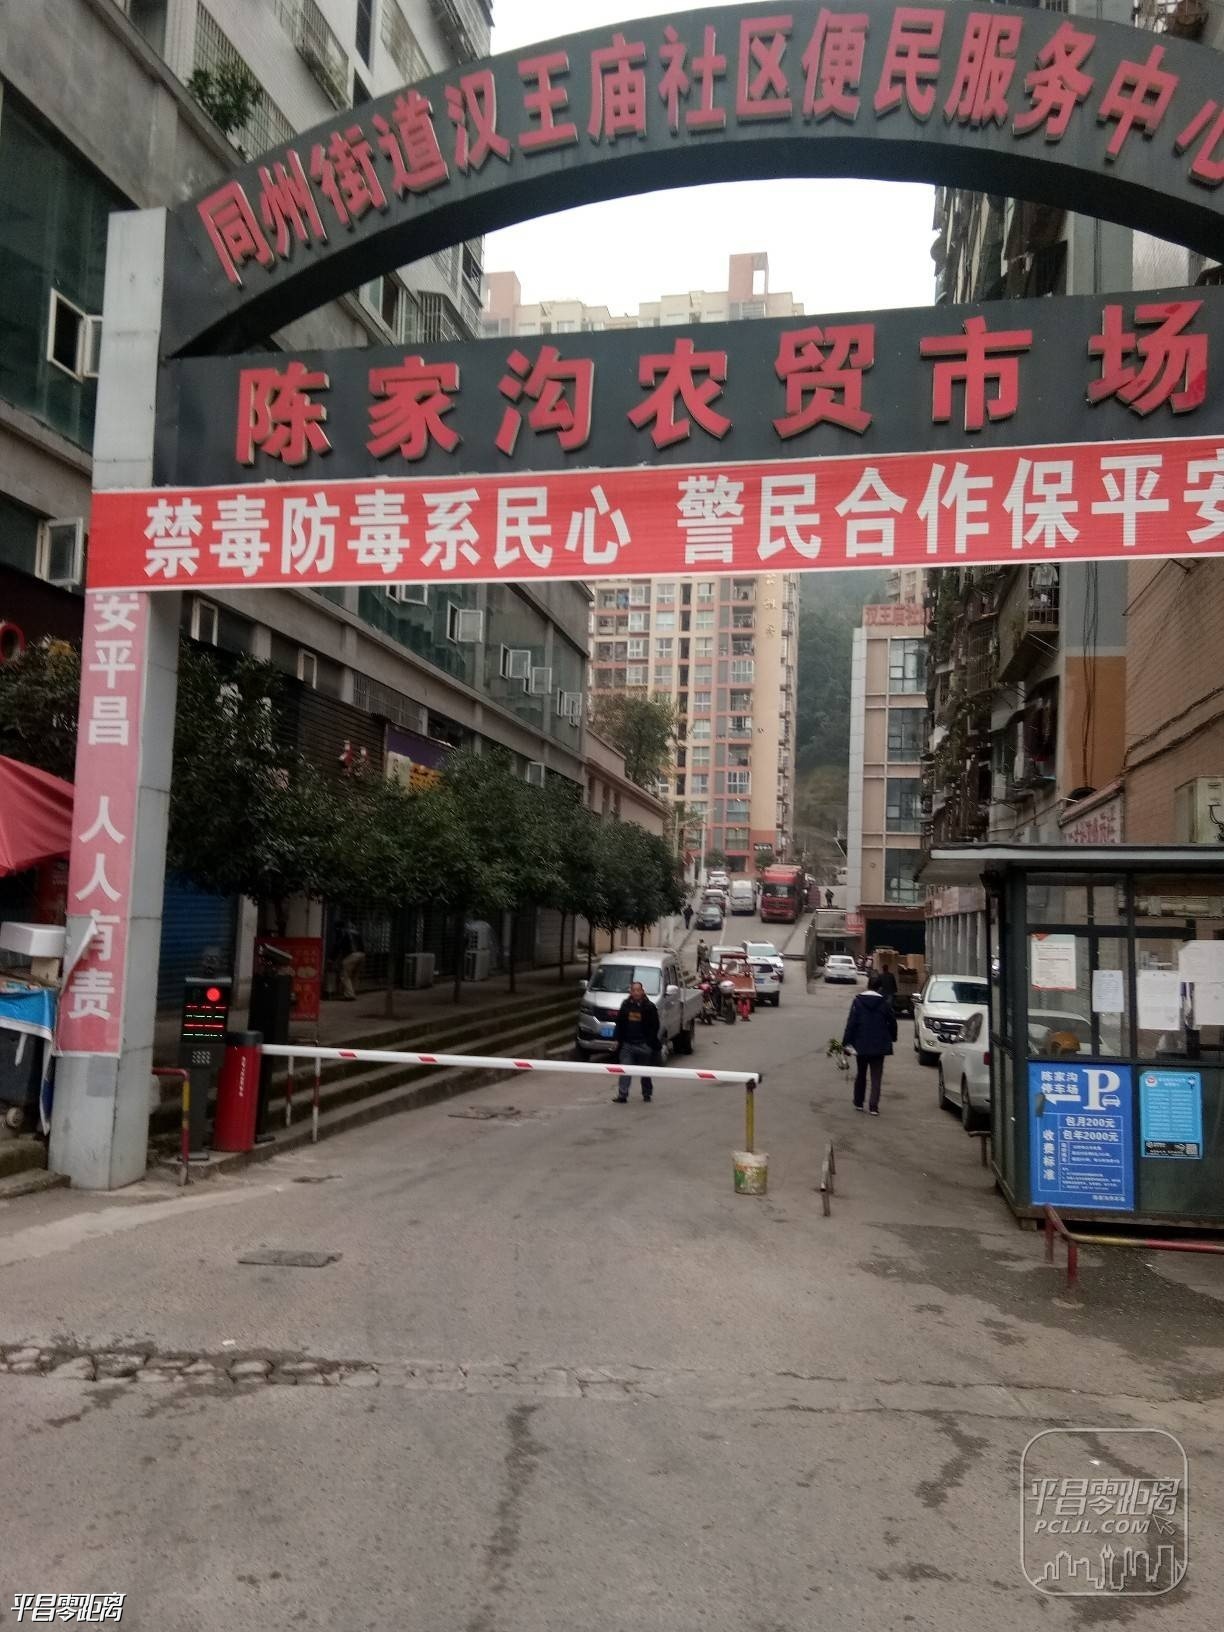 同州街道汉王庙社区便民服务中心
陈家沟农贸市场
禁毒防毒系民心 警民合作保平安
安平昌 人人有责
汉王庙社
陈家沟
停车场
P
包月200元
包年2000元
收费标准
平昌零距离
PCLJL.COM
平昌零距离